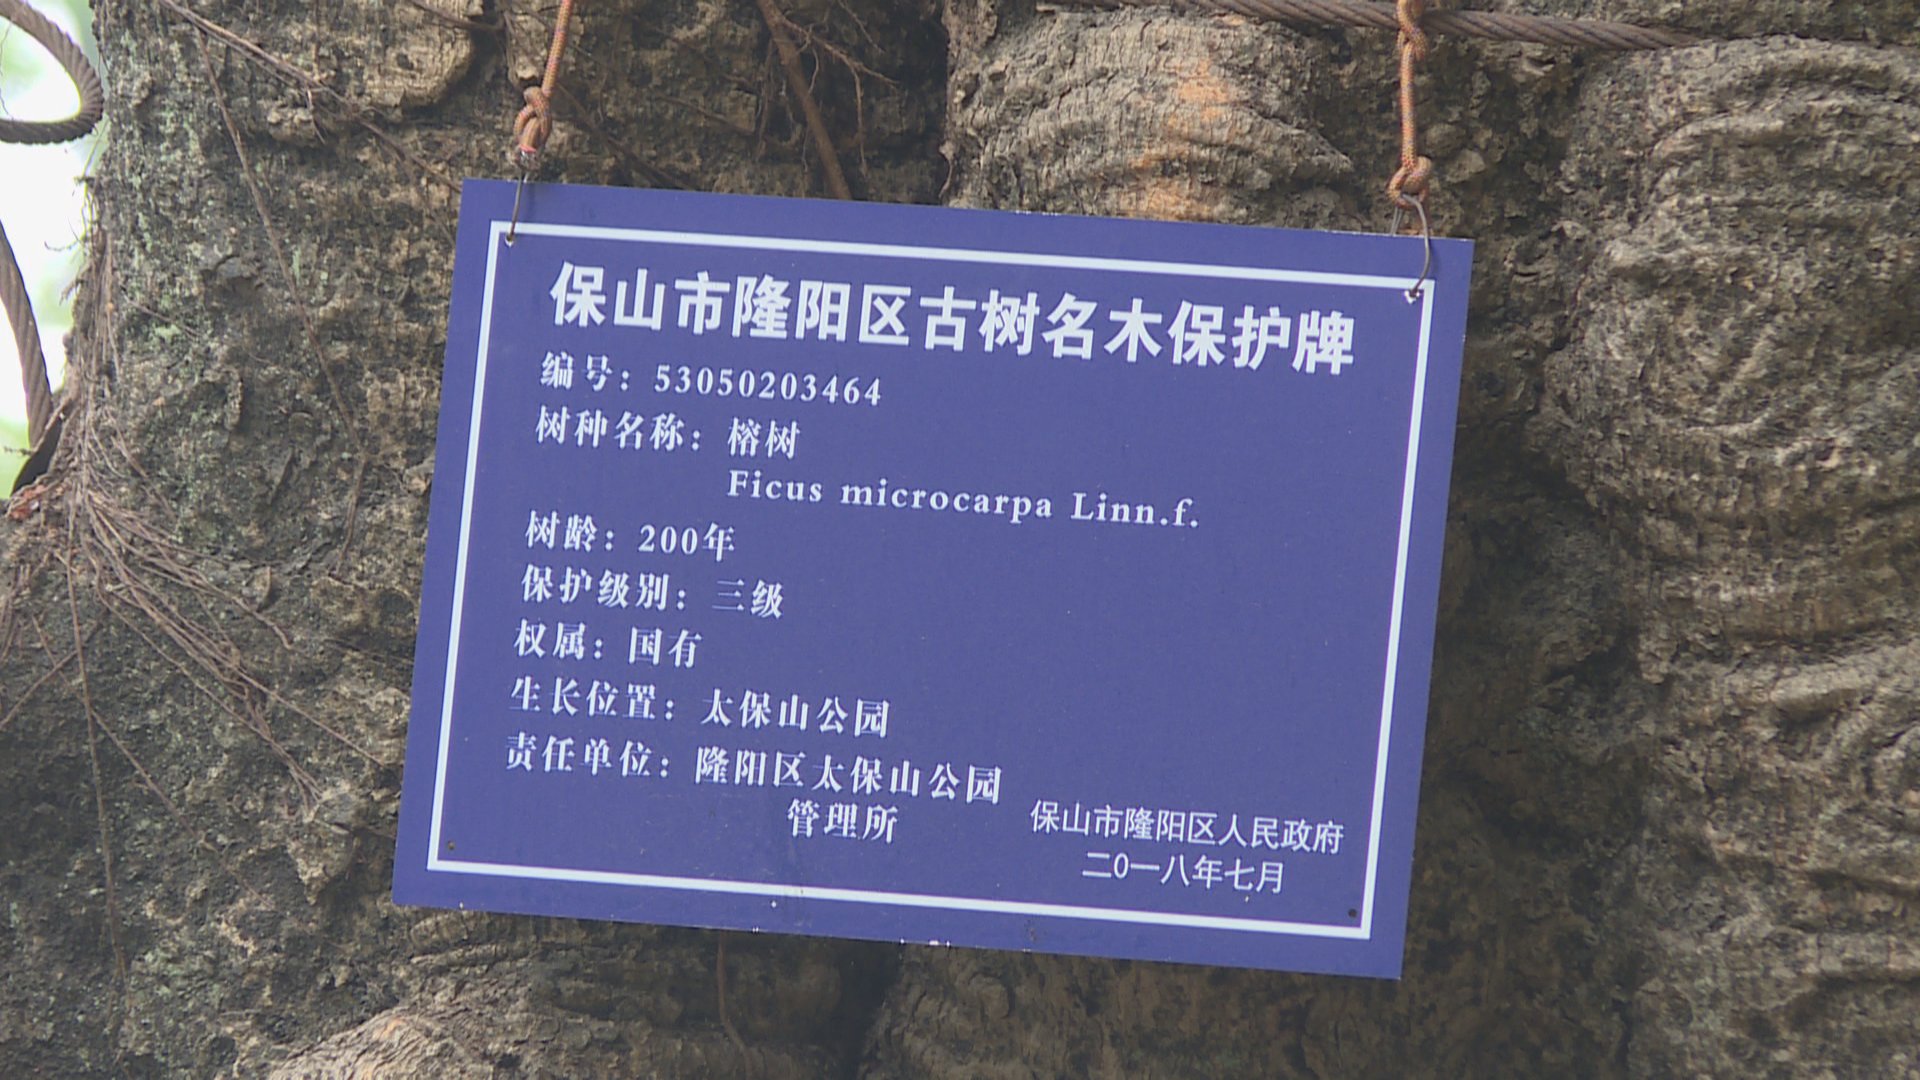 保山市隆阳区古树名木保护牌
编号：53050203464
树种名称：榕树
Ficus microcarpa Linn.f.
树龄：200年
保护级别：三级
权属：国有
生长位置：太保山公园
责任单位：隆阳区太保山公园
管理所
保山市隆阳区人民政府
二0一八年七月